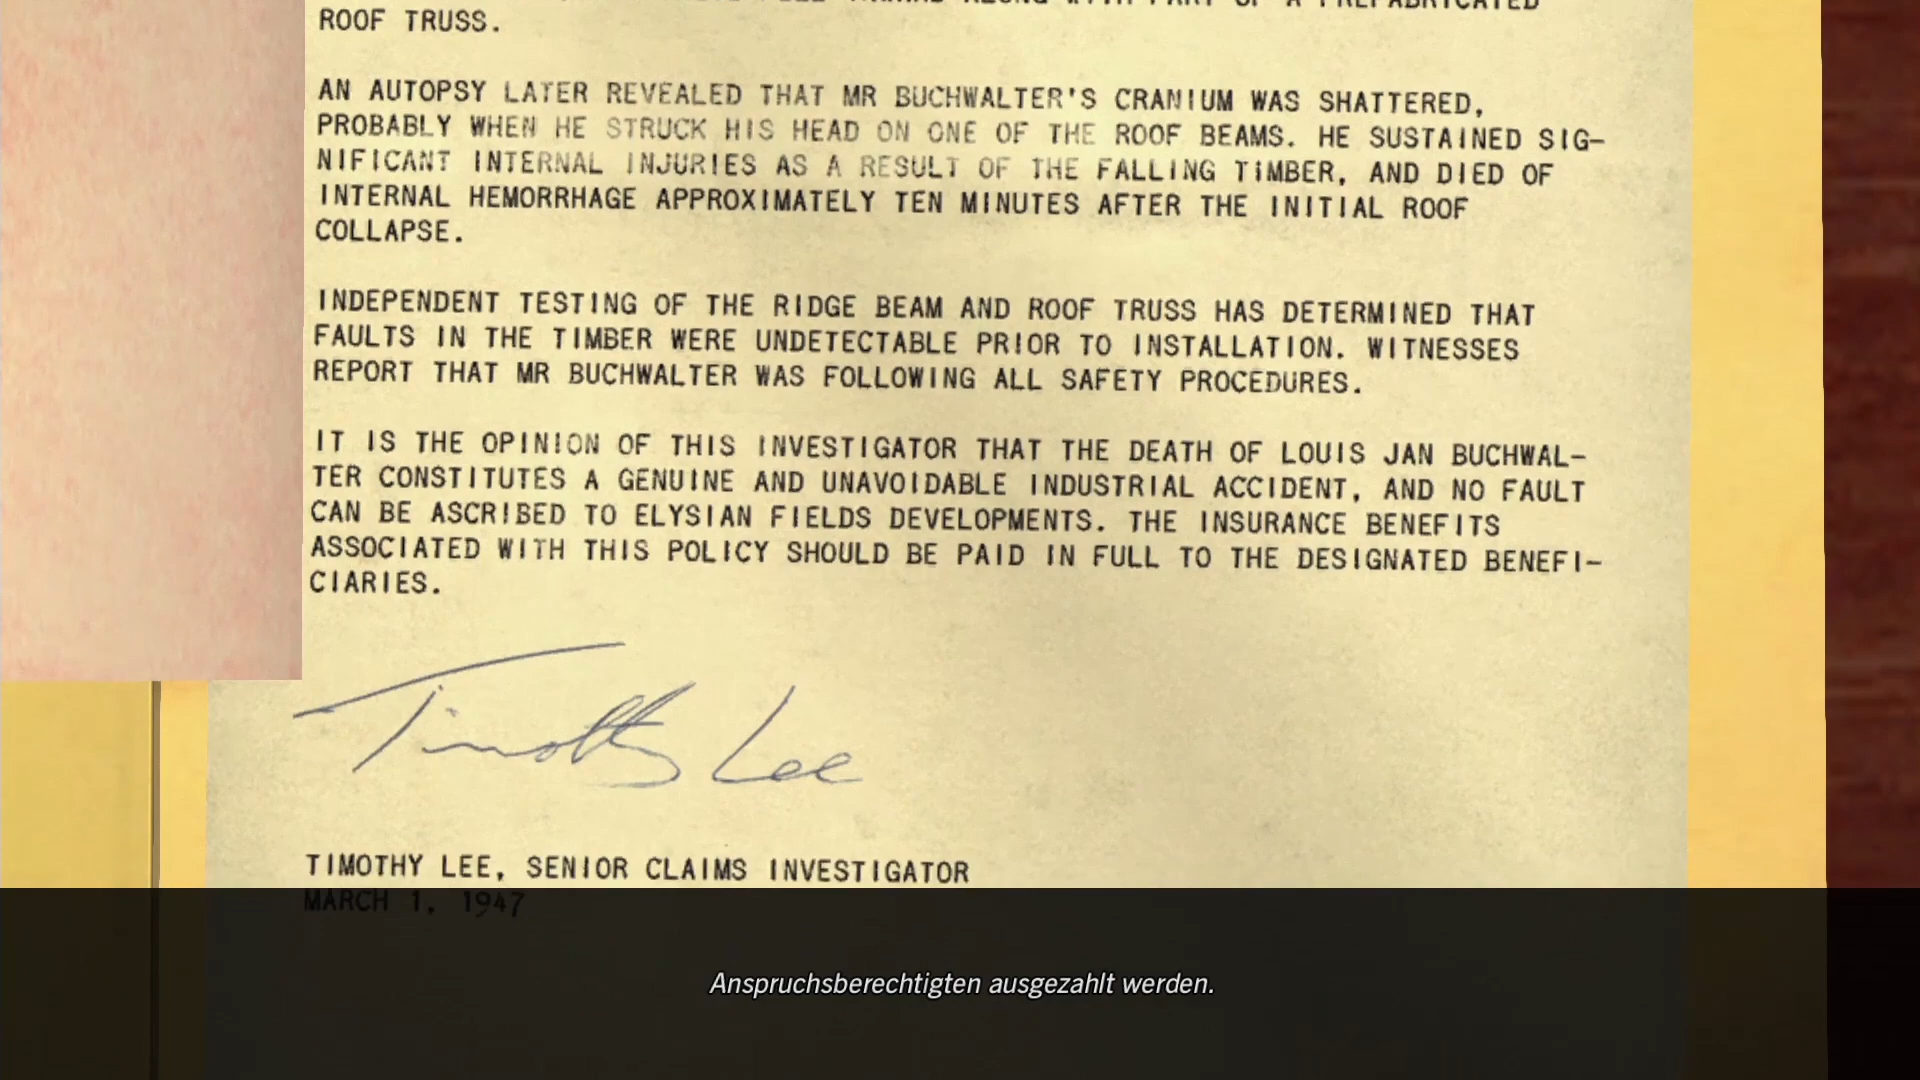 ROOF TRUSS.
AN AUTOPSY LATER REVEALED THAT MR BUCHWALTER'S CRANIUM WAS SHATTERED,
PROBABLY WHEN HE STRUCK HIS HEAD ON ONE OF THE ROOF BEAMS. HE SUSTAINED SIG-
NIFICANT INTERNAL INJURIES AS A RESULT OF THE FALLING TIMBER, AND DIED OF
INTERNAL HEMORRHAGE APPROXIMATELY TEN MINUTES AFTER THE INITIAL ROOF
COLLAPSE.
INDEPENDENT TESTING OF THE RIDGE BEAM AND ROOF TRUSS HAS DETERMINED THAT
FAULTS IN THE TIMBER WERE UNDETECTABLE PRIOR TO INSTALLATION. WITNESSES
REPORT THAT MR BUCHWALTER WAS FOLLOWING ALL SAFETY PROCEDURES.
IT IS THE OPINION OF THIS INVESTIGATOR THAT THE DEATH OF LOUIS JAN BUCHWAL-
TER CONSTITUTES A GENUINE AND UNAVOIDABLE INDUSTRIAL ACCIDENT, AND NO FAULT
CAN BE ASCRIBED TO ELYSIAN FIELDS DEVELOPMENTS. THE INSURANCE BENEFITS
ASSOCIATED WITH THIS POLICY SHOULD BE PAID IN FULL TO THE DESIGNATED BENEFI-
CIARIES.
Timothy Lee
TIMOTHY LEE, SENIOR CLAIMS INVESTIGATOR
MARCH 1, 1947
Anspruchsberechtigten ausgezahlt werden.